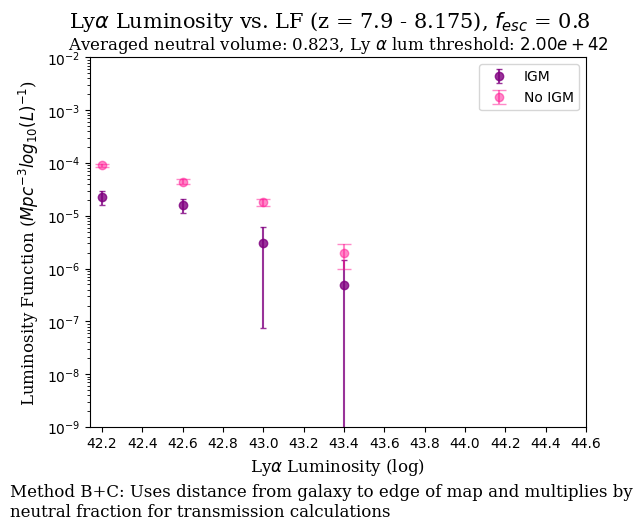 Lyα Luminosity vs. LF (z = 7.9 - 8.175), f_esc = 0.8
Averaged neutral volume: 0.823, Ly α lum threshold: 2.00e + 42
IGM
No IGM
10⁻²
10⁻³
10⁻⁴
10⁻⁵
10⁻⁶
10⁻⁷
10⁻⁸
10⁻⁹
Luminosity Function (Mpc⁻³log₁₀(L)⁻¹)
42.2 42.4 42.6 42.8 43.0 43.2 43.4 43.6 43.8 44.0 44.2 44.4 44.6
Lyα Luminosity (log)
Method B+C: Uses distance from galaxy to edge of map and multiplies by
neutral fraction for transmission calculations